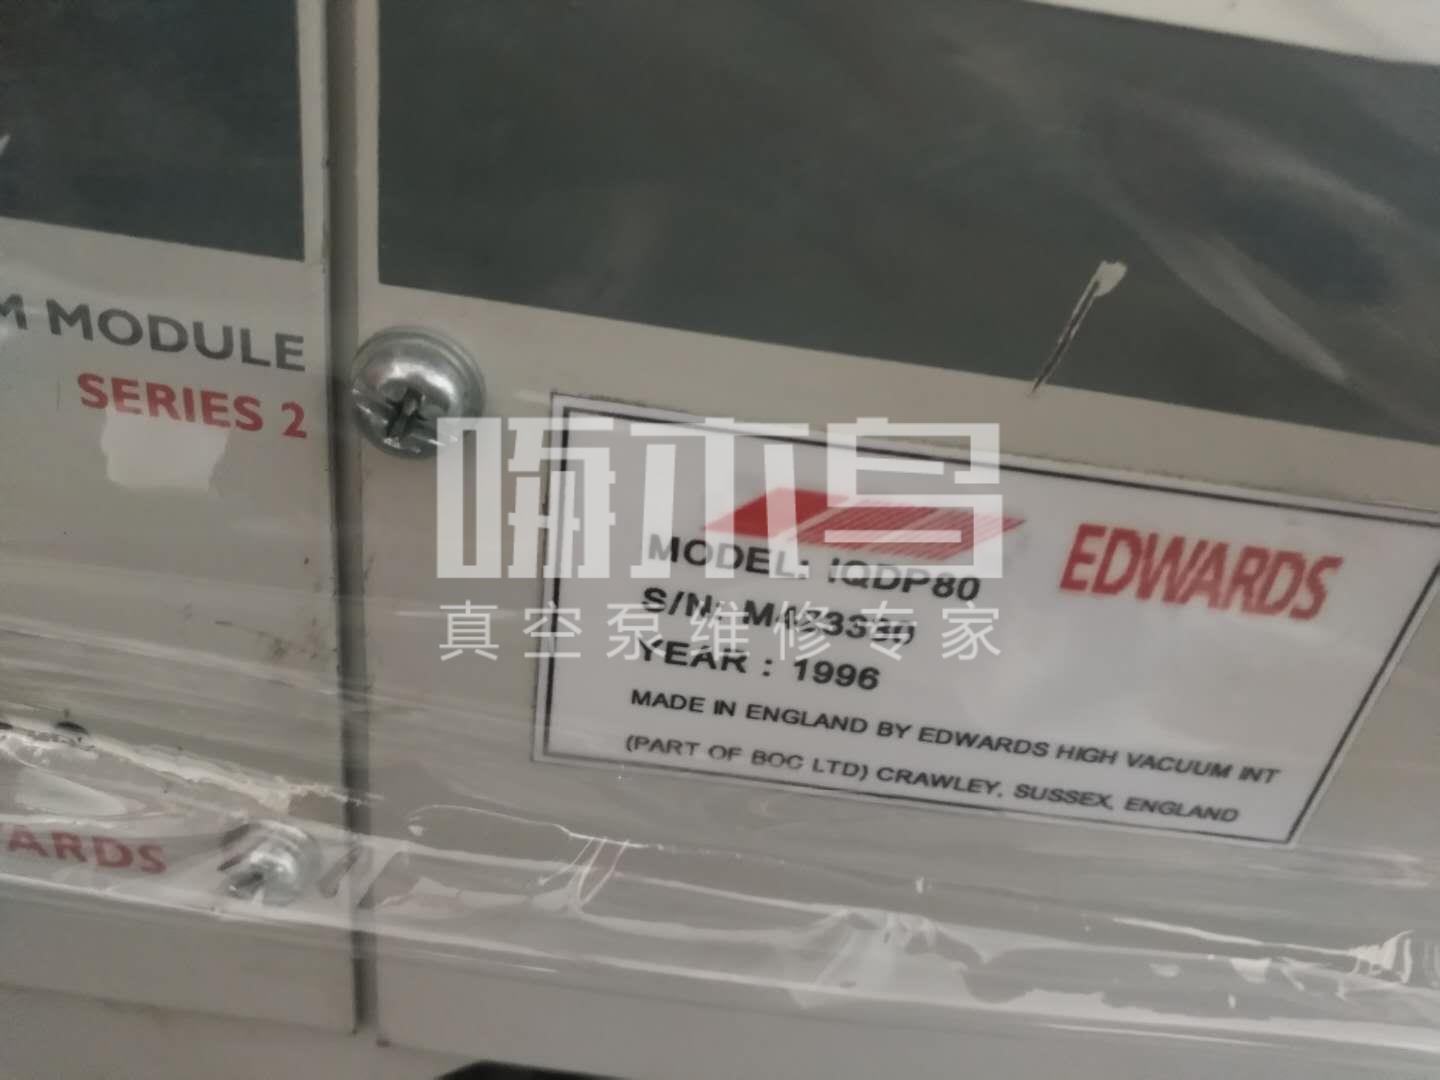 M MODULE
SERIES 2
嗨木鸟
真空泵维修专家
EDWARDS
MODEL: IQDP80
S/N:
YEAR : 1996
MADE IN ENGLAND BY EDWARDS HIGH VACUUM INT
(PART OF BOC LTD) CRAWLEY, SUSSEX, ENGLAND
ARDS